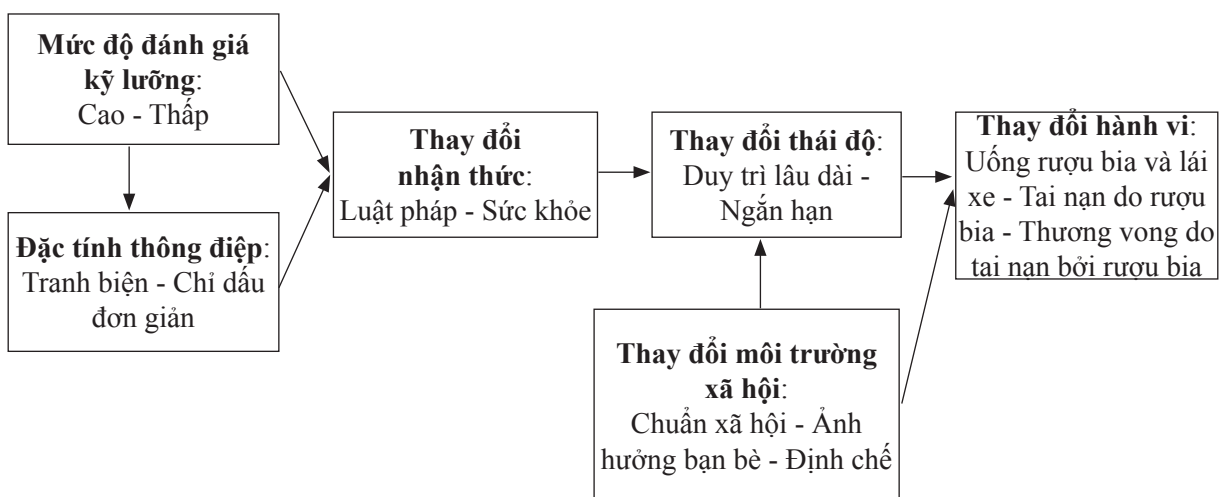 Mức độ đánh giá
kỹ lưỡng:
Cao - Thấp
Đặc tính thông điệp:
Tranh biện - Chỉ dấu
đơn giản
Thay đổi
nhận thức:
Luật pháp - Sức khỏe
Thay đổi thái độ:
Duy trì lâu dài -
Ngắn hạn
Thay đổi môi trường
xã hội:
Chuẩn xã hội - Ảnh
hưởng bạn bè - Định chế
Thay đổi hành vi:
Uống rượu bia và lái
xe - Tai nạn do rượu
bia - Thương vong do
tai nạn bởi rượu bia